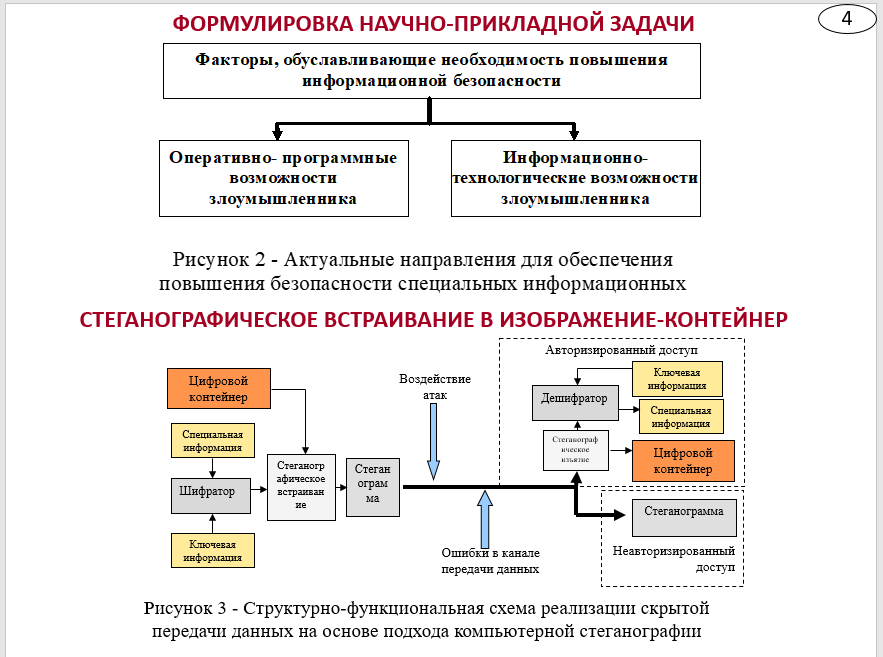 4
ФОРМУЛИРОВКА НАУЧНО-ПРИКЛАДНОЙ ЗАДАЧИ
Факторы, обуславливающие необходимость повышения
информационной безопасности
Оперативно- программные
возможности
злоумышленника
Информационно-
технологические возможности
злоумышленника
Рисунок 2 - Актуальные направления для обеспечения
повышения безопасности специальных информационных
СТЕГАНОГРАФИЧЕСКОЕ ВСТРАИВАНИЕ В ИЗОБРАЖЕНИЕ-КОНТЕЙНЕР
Цифровой
контейнер
Специальная
информация
Шифратор
Ключевая
информация
Стеганогр
афическое
встраиван
ие
Стеган
ограм
ма
Воздействие
атак
Ошибки в канале
передачи данных
Авторизированный доступ
Ключевая
информация
Дешифратор
Специальная
информация
Стеганограф
ическое
изъятие
Цифровой
контейнер
Стеганограмма
Неавторизированный
доступ
Рисунок 3 - Структурно-функциональная схема реализации скрытой
передачи данных на основе подхода компьютерной стеганографии